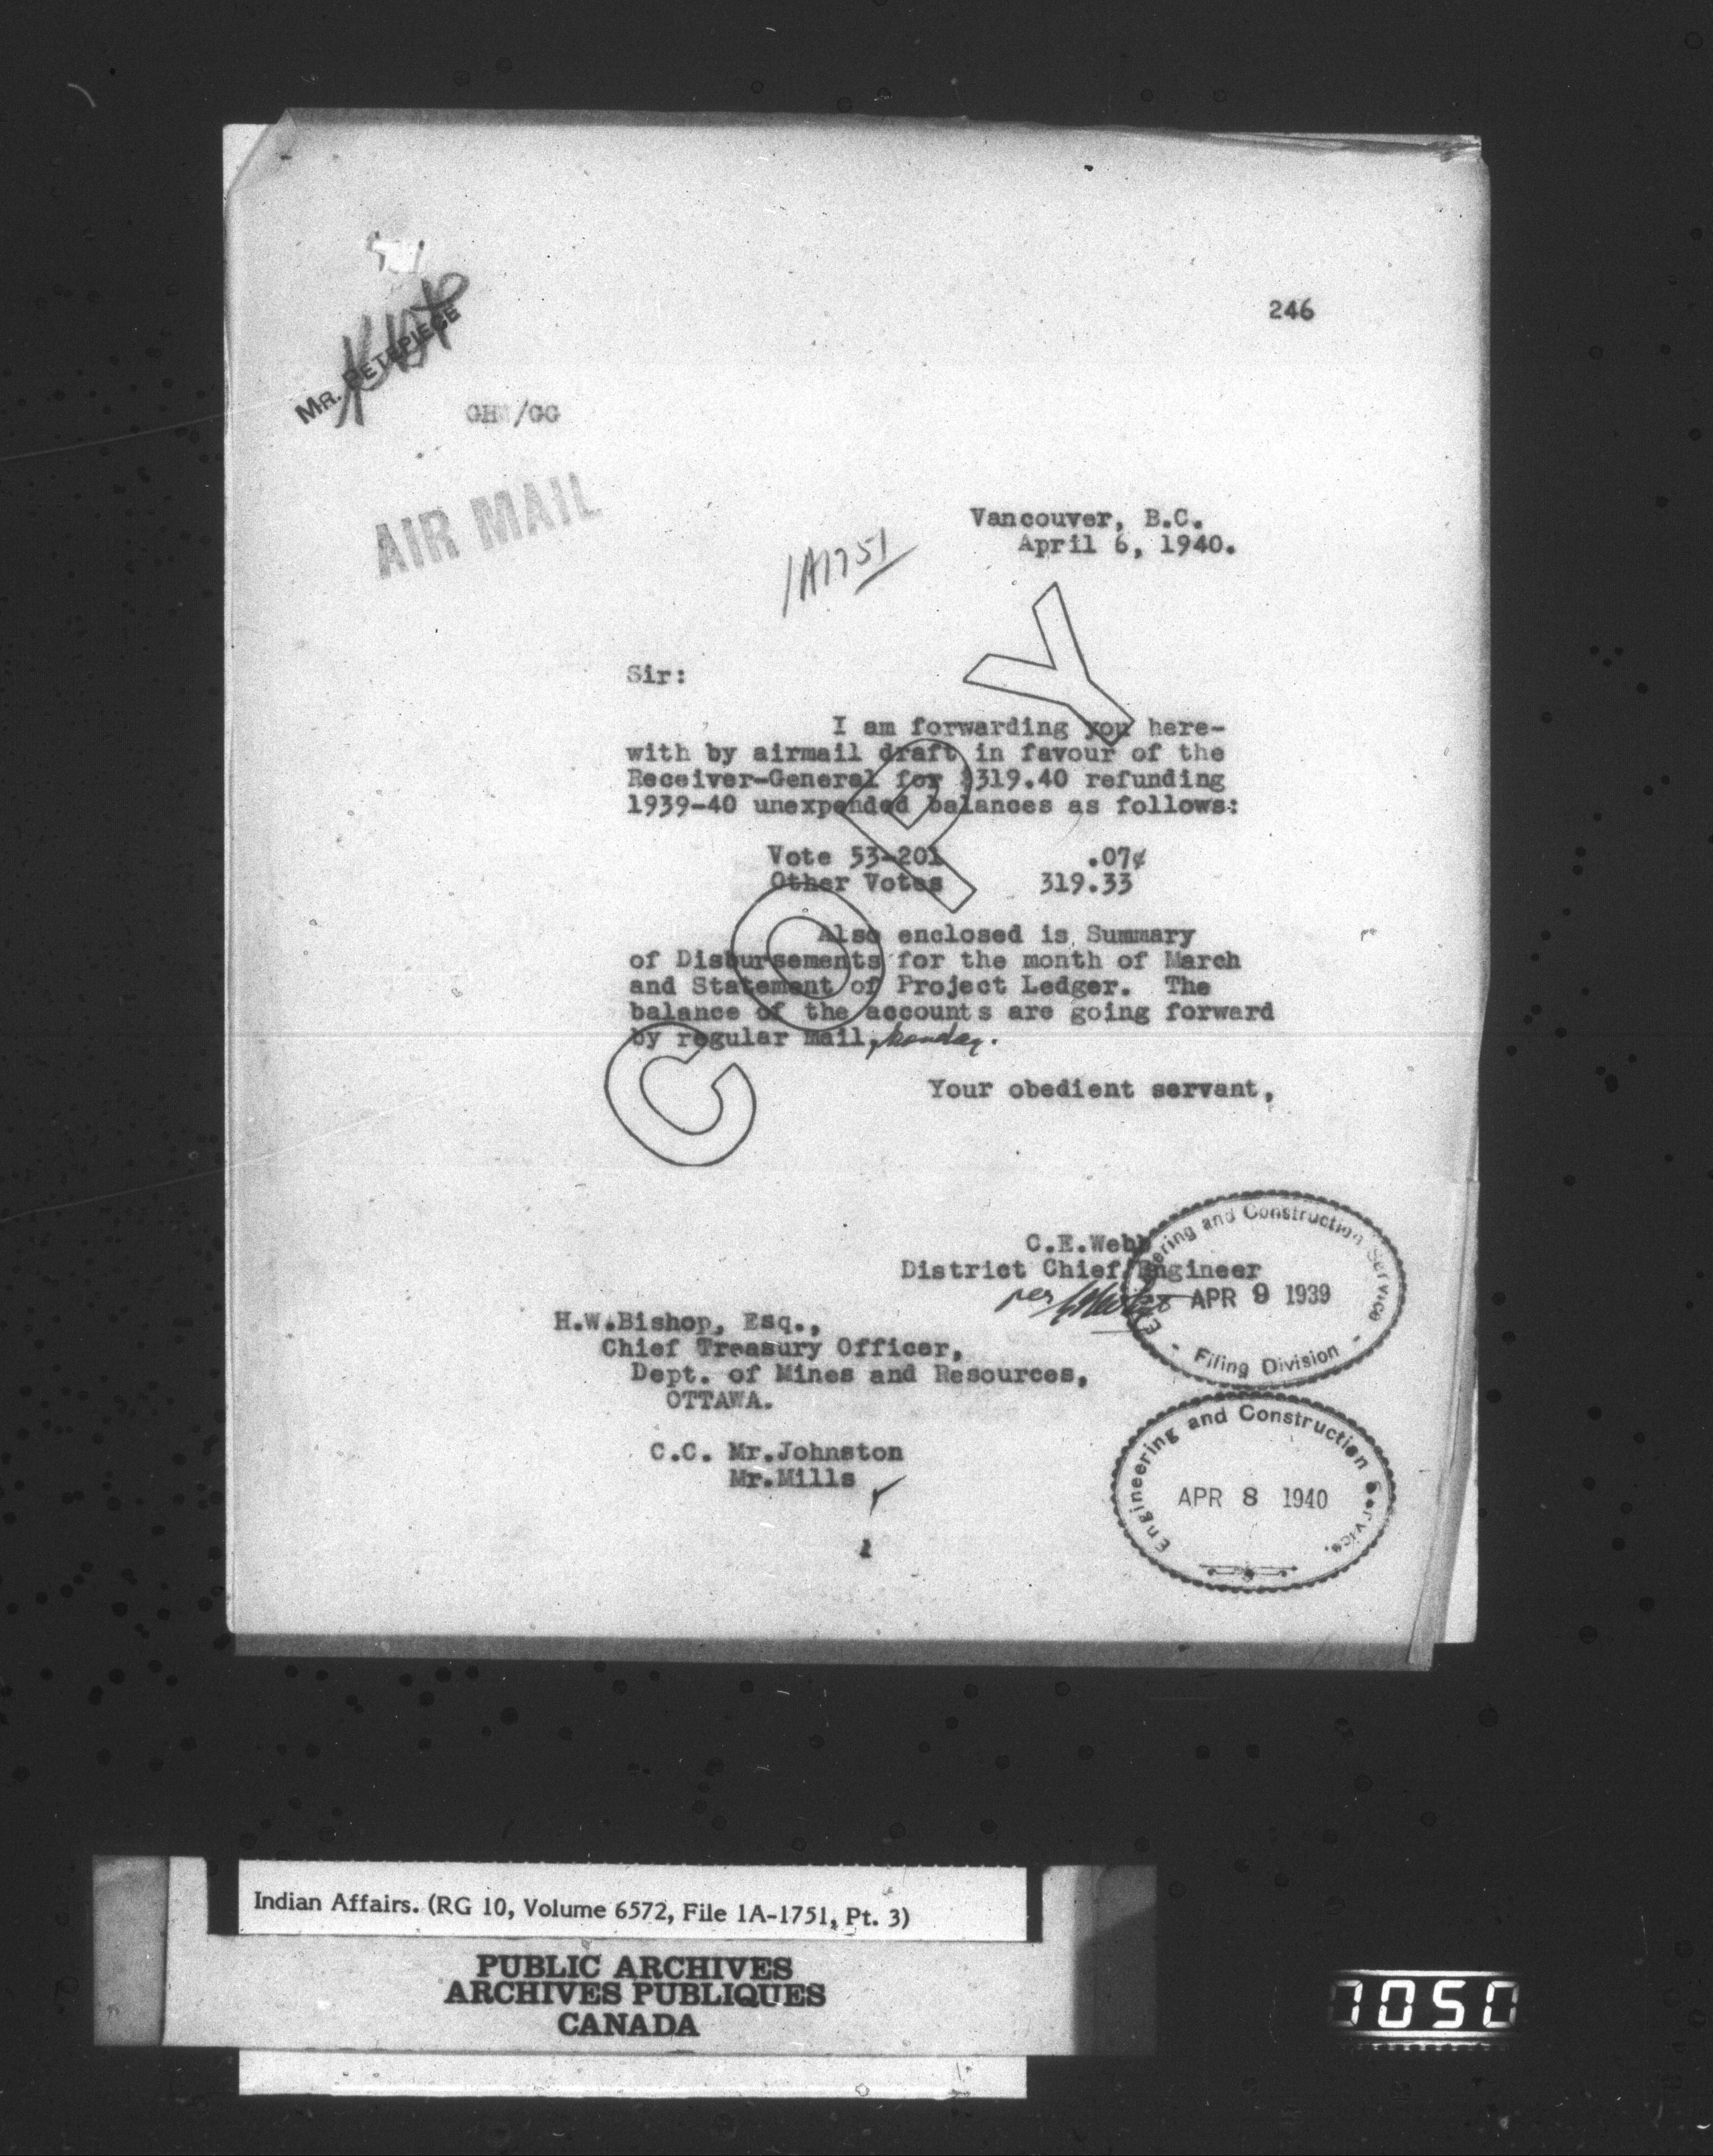 246
MR. PETEPIECE
AIR MAIL
1A1751
Vancouver, B.C.
April 6, 1940.
COPY
Sir:
I am forwarding you here-
with by airmail draft in favour of the
Receiver-General for $319.40 refunding
1939-40 unexpended balances as follows:
Vote 53-201 .07¢
Other Votes 319.33
Also enclosed is Summary
of Disbursements for the month of March
and Statement of Project Ledger. The
balance of the accounts are going forward
by regular mail, Monday.
Your obedient servant,
C.E.Webb
District Chief Engineer
per
Engineering and Construction Service
APR 9 1939
- Filing Division -
H.W.Bishop, Esq.,
Chief Treasury Officer,
Dept. of Mines and Resources,
OTTAWA.
C.C. Mr.Johnston
Mr.Mills
Engineering and Construction Service.
APR 8 1940
Indian Affairs. (RG 10, Volume 6572, File 1A-1751, Pt. 3)
PUBLIC ARCHIVES
ARCHIVES PUBLIQUES
CANADA
1050